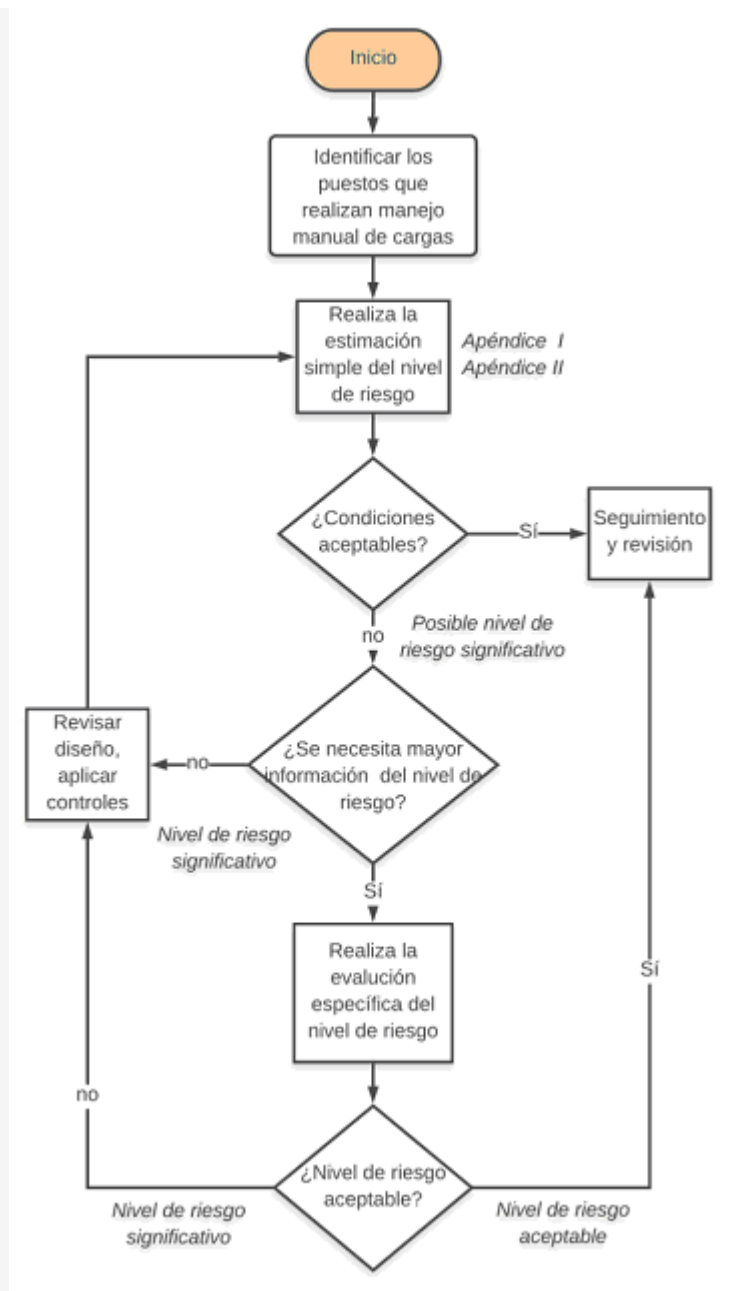 Inicio
Identificar los
puestos que
realizan manejo
manual de cargas
Realiza la
estimación
simple del nivel
de riesgo
Apéndice I
Apéndice II
¿Condiciones
aceptables?
Sí
Seguimiento
y revisión
no
Posible nivel de
riesgo significativo
Revisar
diseño,
aplicar
controles
no
¿Se necesita mayor
información del nivel de
riesgo?
Nivel de riesgo
significativo
Sí
Realiza la
evalución
específica del
nivel de riesgo
Sí
no
¿Nivel de riesgo
aceptable?
Nivel de riesgo
significativo
Nivel de riesgo
aceptable